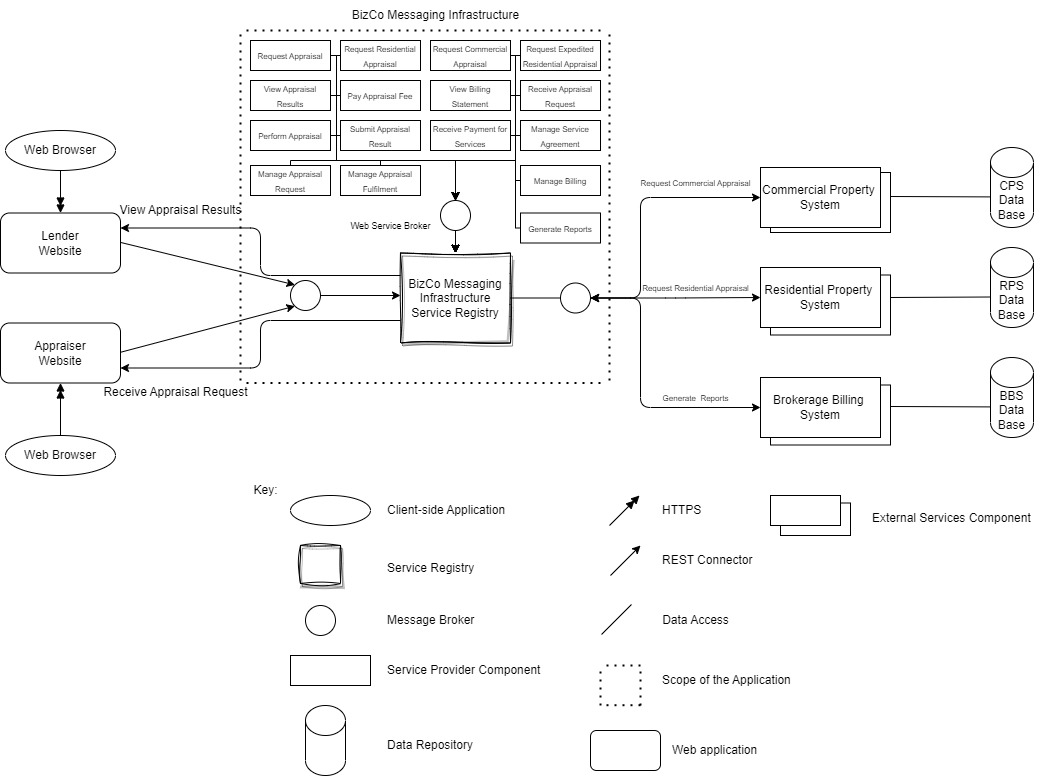 BizCo Messaging Infrastructure
Request Appraisal
Request Residential
Appraisal
Request Commercial
Appraisal
Request Expedited
Residential Appraisal
View Appraisal
Results
Pay Appraisal Fee
View Billing
Statement
Receive Appraisal
Request
Perform Appraisal
Submit Appraisal
Result
Receive Payment for
Services
Manage Service
Agreement
Manage Appraisal
Request
Manage Appraisal
Fulfilment
Manage Billing
Generate Reports
Web Service Broker
Web Browser
View Appraisal Results
Lender
Website
Appraiser
Website
Receive Appraisal Request
Web Browser
BizCo Messaging
Infrastructure
Service Registry
Request Commercial Appraisal
Commercial Property
System
CPS
Data
Base
Request Residential Appraisal
Residential Property
System
RPS
Data
Base
Generate Reports
Brokerage Billing
System
BBS
Data
Base
Key:
Client-side Application
Service Registry
Message Broker
Service Provider Component
Data Repository
HTTPS
REST Connector
Data Access
Scope of the Application
Web application
External Services Component